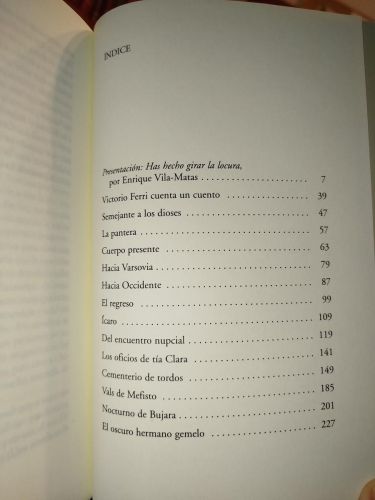 ÍNDICE
Presentación: Has hecho girar la locura,
por Enrique Vila-Matas . . . . . . . . . . . . . . . . . . . 7
Victorio Ferri cuenta un cuento . . . . . . . . . . . . . . . . . 39
Semejante a los dioses . . . . . . . . . . . . . . . . . . . . . . . 47
La pantera . . . . . . . . . . . . . . . . . . . . . . . . . . . . . 57
Cuerpo presente . . . . . . . . . . . . . . . . . . . . . . . . . . 63
Hacia Varsovia . . . . . . . . . . . . . . . . . . . . . . . . . . . 79
Hacia Occidente . . . . . . . . . . . . . . . . . . . . . . . . . . 87
El regreso . . . . . . . . . . . . . . . . . . . . . . . . . . . . . 99
Ícaro . . . . . . . . . . . . . . . . . . . . . . . . . . . . . . . . 109
Del encuentro nupcial . . . . . . . . . . . . . . . . . . . . . . 119
Los oficios de tía Clara . . . . . . . . . . . . . . . . . . . . . 141
Cementerio de tordos . . . . . . . . . . . . . . . . . . . . . . 149
Vals de Mefisto . . . . . . . . . . . . . . . . . . . . . . . . . . 185
Nocturno de Bujara . . . . . . . . . . . . . . . . . . . . . . . 201
El oscuro hermano gemelo . . . . . . . . . . . . . . . . . . . 227